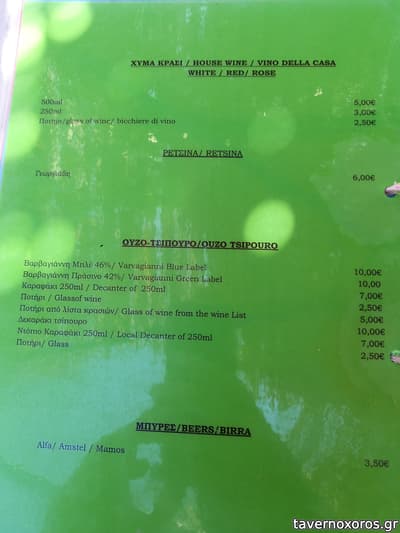 ΧΥΜΑ ΚΡΑΣΙ / HOUSE WINE / VINO DELLA CASA
WHITE / RED/ ROSE
500ml 5,00€
250ml 3,00€
Ποτήρι/glass of wine/ bicchiere di vino 2,50€
ΡΕΤΣΙΝΑ/ RETSINA
Γεωργιάδη 6,00€
ΟΥΖΟ-ΤΣΙΠΟΥΡΟ/OUZO TSIPOURO
Βαρβαγιάννη Μπλέ 46%/ Varvagianni Blue Label 10,00€
Βαρβαγιάννη Πράσινο 42%/ Varvagianni Green Label 10,00
Καραφάκι 250ml / Decanter of 250ml 7,00€
Ποτήρι / Glassof wine 2,50€
Ποτήρι από λίστα κρασιών/ Glass of wine from the wine List 5,00€
Δεκαράκι τσίπουρο 10,00€
Ντόπιο Καραφάκι 250ml / Local Decanter of 250ml 7,00€
Ποτήρι/ Glass 2,50€
ΜΠΥΡΕΣ/BEERS/BIRRA
Alfa/ Amstel / Mamos 3,50€
tavernoxoros.gr